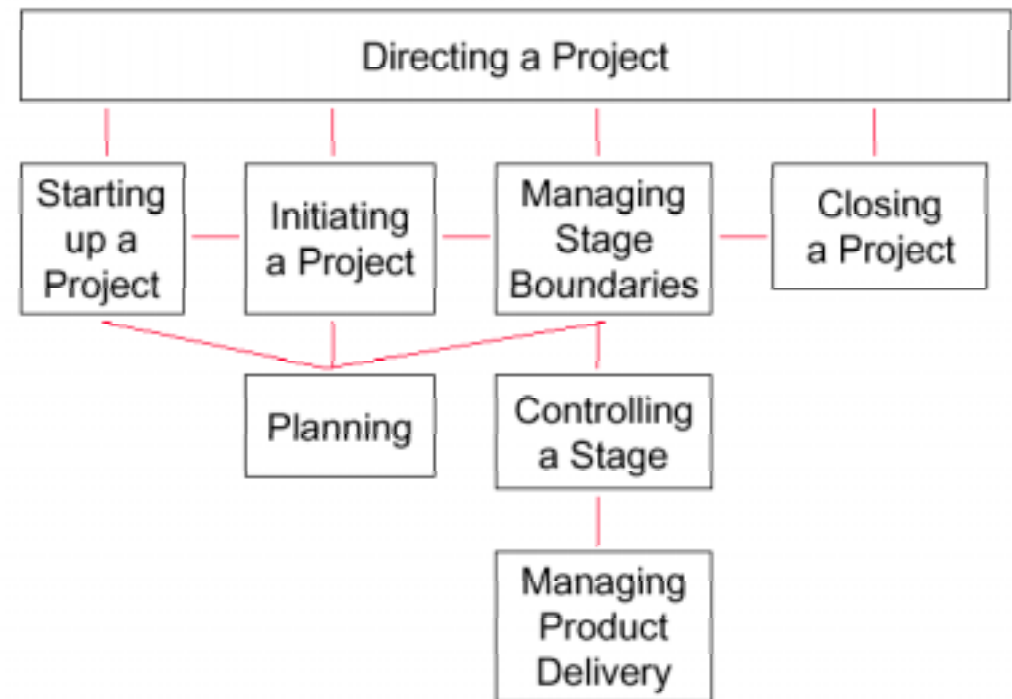 Directing a Project
Starting
up a
Project
Initiating
a Project
Managing
Stage
Boundaries
Closing
a Project
Planning
Controlling
a Stage
Managing
Product
Delivery